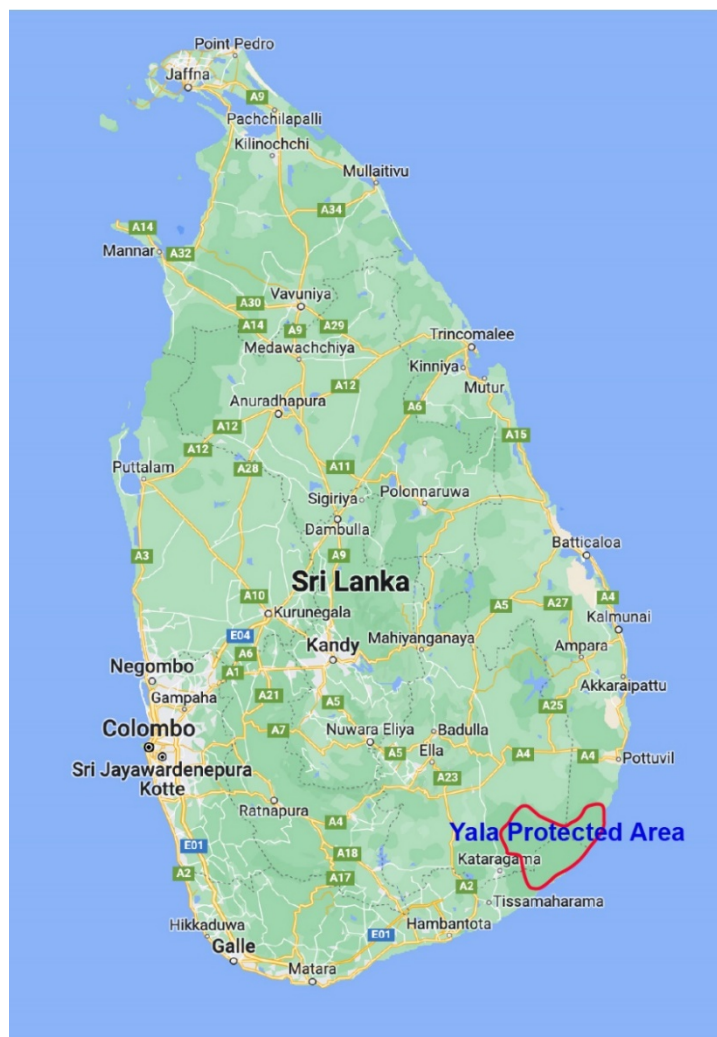 Point Pedro
Jaffna
A9
Pachchilapalli
Kilinochchi
Mullaitivu
A34
A14
Mannar
A32
A30
Vavuniya
A14
A9
A29
Trincomalee
Medawachchiya
Kinniya
A12
Mutur
Anuradhapura
A6
A12
A15
A12
A28
A11
Puttalam
Sigiriya
Polonnaruwa
Dambulla
Batticaloa
A3
A9
Sri Lanka
A10
A5
A27
A4
Kurunegala
Kalmunai
E04
Kandy
Mahiyanganaya
Ampara
A6
Negombo
A1
Akkaraipattu
Gampaha
A21
A5
A25
Colombo
A7
Nuwara Eliya
Badulla
A5
Ella
A4
A4
Pottuvil
Sri Jayawardenepura
Kotte
A23
Ratnapura
A4
Yala Protected Area
E01
A18
Kataragama
A2
A17
A2
Tissamaharama
Hikkaduwa
E01
Hambantota
Galle
Matara